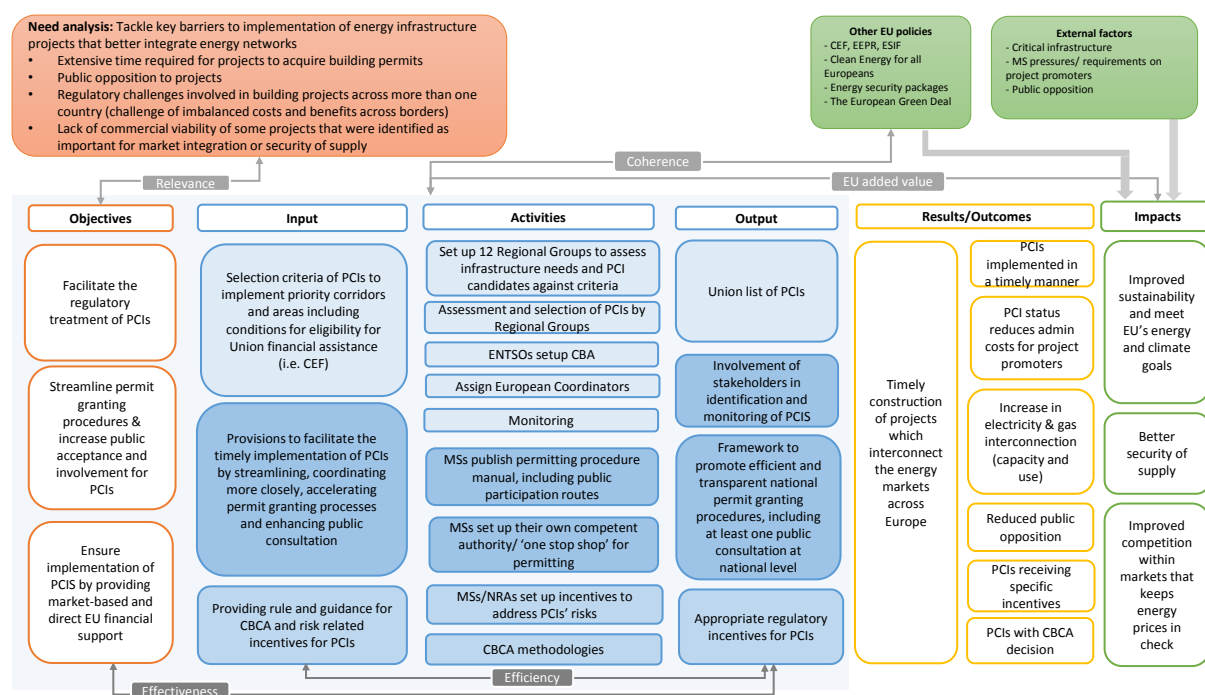 Need analysis: Tackle key barriers to implementation of energy infrastructure
projects that better integrate energy networks
• Extensive time required for projects to acquire building permits
• Public opposition to projects
• Regulatory challenges involved in building projects across more than one
country (challenge of imbalanced costs and benefits across borders)
• Lack of commercial viability of some projects that were identified as
important for market integration or security of supply
Other EU policies
- CEF, EEPR, ESIF
- Clean Energy for all
Europeans
- Energy security packages
- The European Green Deal
External factors
- Critical infrastructure
- MS pressures/ requirements on
project promoters
- Public opposition
Coherence
Relevance
EU added value
Objectives
Input
Activities
Output
Results/Outcomes
Impacts
Facilitate the
regulatory
treatment of PCIs
Streamline permit
granting
procedures &
increase public
acceptance and
involvement for
PCIs
Ensure
implementation of
PCIS by providing
market-based and
direct EU financial
support
Selection criteria of PCIs to
implement priority corridors
and areas including
conditions for eligibility for
Union financial assistance
(i.e. CEF)
Provisions to facilitate the
timely implementation of PCIs
by streamlining, coordinating
more closely, accelerating
permit granting processes
and enhancing public
consultation
Providing rule and guidance for
CBCA and risk related
incentives for PCIs
Set up 12 Regional Groups to assess
infrastructure needs and PCI
candidates against criteria
Assessment and selection of PCIs by
Regional Groups
ENTSOs setup CBA
Assign European Coordinators
Monitoring
MSs publish permitting procedure
manual, including public
participation routes
MSs set up their own competent
authority/ ‘one stop shop’ for
permitting
MSs/NRAs set up incentives to
address PCIs’ risks
CBCA methodologies
Union list of PCIs
Involvement of
stakeholders in
identification and
monitoring of PCIS
Framework to
promote efficient and
transparent national
permit granting
procedures, including
at least one public
consultation at
national level
Appropriate regulatory
incentives for PCIs
Timely
construction of
projects which
interconnect
the energy
markets
across
Europe
PCIs
implemented in
a timely manner
PCI status
reduces admin
costs for project
promoters
Increase in
electricity & gas
interconnection
(capacity and
use)
Reduced public
opposition
PCIs receiving
specific
incentives
PCIs with CBCA
decision
Improved
sustainability
and meet
EU’s energy
and climate
goals
Better
security of
supply
Improved
competition
within
markets that
keeps
energy
prices in
check
Efficiency
Effectiveness